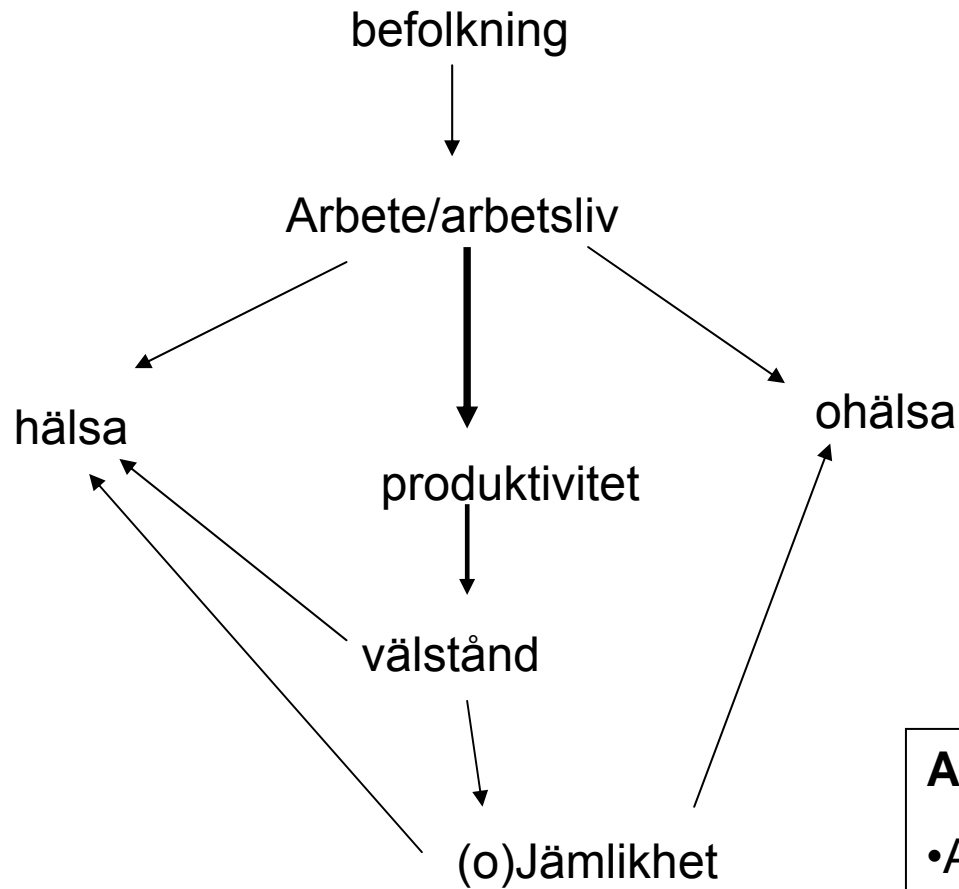 befolkning
Arbete/arbetsliv
hälsa
ohälsa
produktivitet
välstånd
(o)Jämlikhet
A
•A